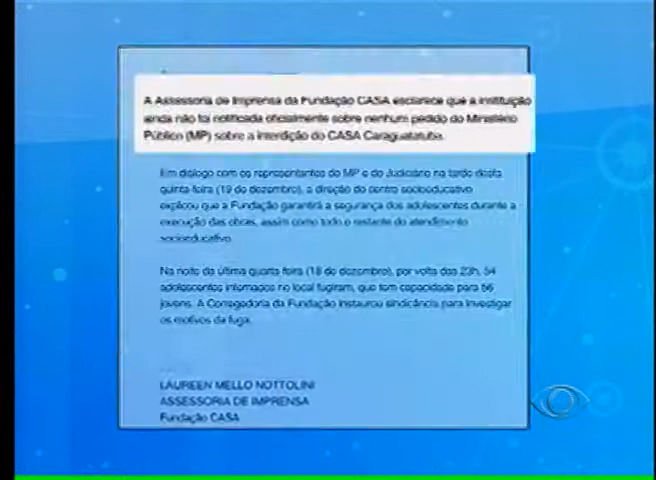 A Assessoria de Imprensa da Fundação CASA esclarece que a instituição
ainda não foi notificada oficialmente sobre nenhum pedido do Ministério
Público (MP) sobre a interdição do CASA Caraguatatuba.
Em diálogo com os representantes do MP e do Judiciário na tarde desta
quinta-feira (19 de dezembro), a direção do centro socioeducativo
explicou que a Fundação garantirá a segurança dos adolescentes durante a
execução das obras, assim como todo o restante do atendimento
socioeducativo.
Na noite da última quarta feira (18 de dezembro), por volta das 23h, 54
adolescentes internados no local fugiram, que tem capacidade para 56
jovens. A Corregedoria da Fundação instaurou sindicância para investigar
os motivos da fuga.
LAUREEN MELLO NOTTOLINI
ASSESSORIA DE IMPRENSA
Fundação CASA